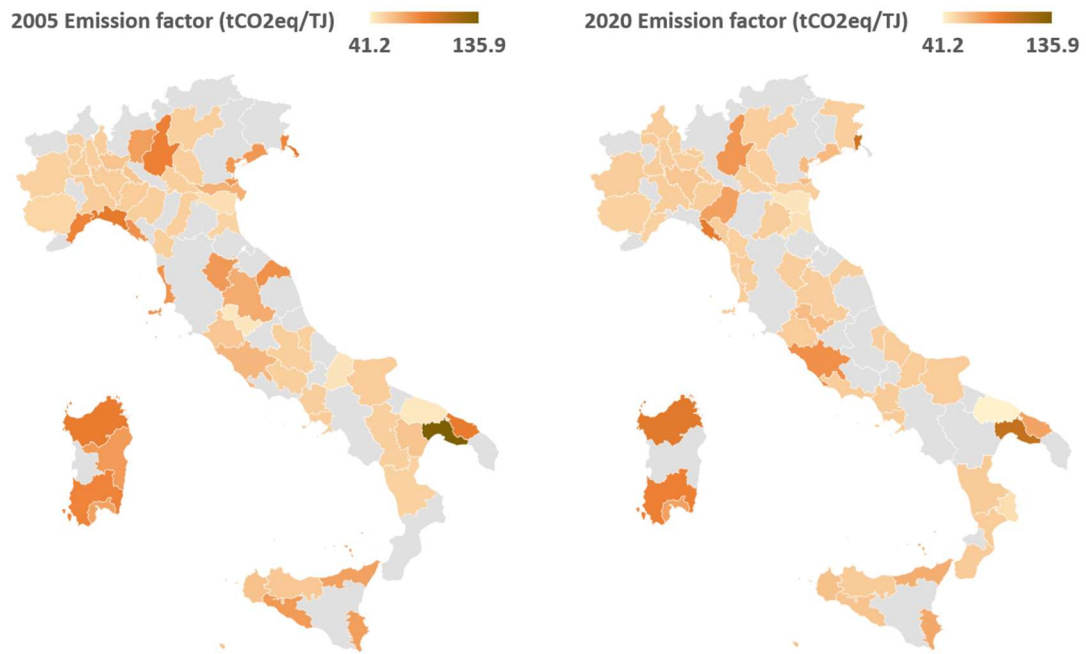 2005 Emission factor (tCO2eq/TJ)
41.2 135.9
2020 Emission factor (tCO2eq/TJ)
41.2 135.9